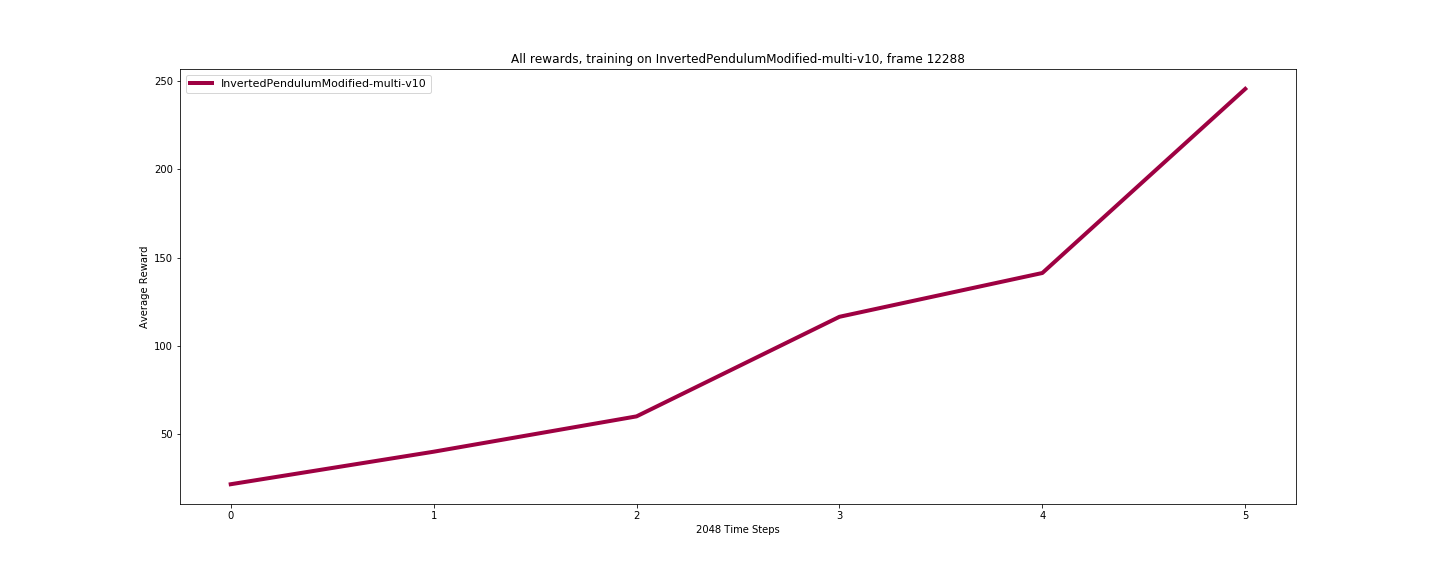 All rewards, training on InvertedPendulumModified-multi-v10, frame 12288
InvertedPendulumModified-multi-v10
250
200
150
100
50
Average Reward
0 1 2 3 4 5
2048 Time Steps